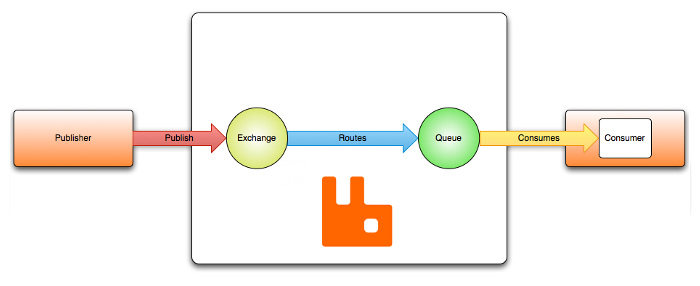 Publisher
Publish
Exchange
Routes
Queue
Consumes
Consumer